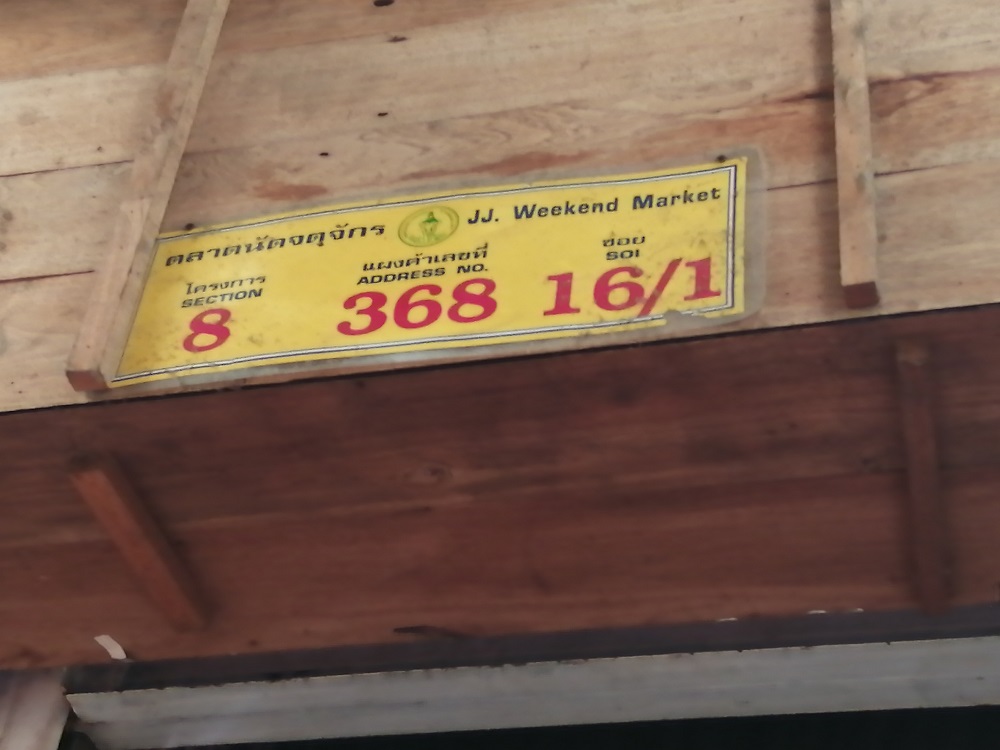 ตลาดนัดจตุจักร JJ. Weekend Market
โครงการ แผงค้าเลขที่ ซอย
SECTION ADDRESS NO. SOI
8 368 16/1